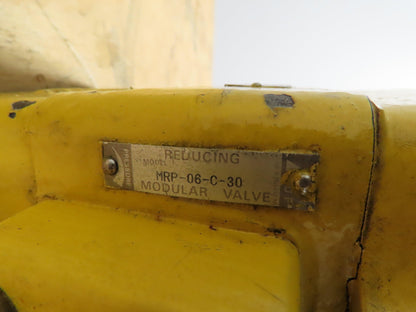 REDUCING
MODEL
MRP-06-C-30
MODULAR VALVE